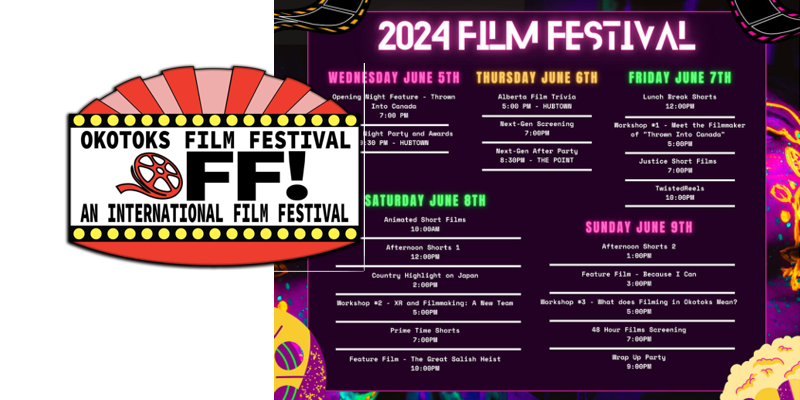 OKOTOKS FILM FESTIVAL
OFF!
AN INTERNATIONAL FILM FESTIVAL
2024 FILM FESTIVAL
WEDNESDAY JUNE 5TH
Opening Night Feature - Thrown
Into Canada
7:00 PM
Night Party and Awards
:30 PM - HUBTOWN
THURSDAY JUNE 6TH
Alberta Film Trivia
5:00 PM - HUBTOWN
Next-Gen Screening
7:00PM
Next-Gen After Party
8:30PM - THE POINT
FRIDAY JUNE 7TH
Lunch Break Shorts
12:00PM
Workshop #1 - Meet the Filmmaker
of "Thrown Into Canada"
5:00PM
Justice Short Films
7:00PM
TwistedReels
10:00PM
SATURDAY JUNE 8TH
Animated Short Films
10:00AM
Afternoon Shorts 1
12:00PM
Country Highlight on Japan
2:00PM
Workshop #2 - XR and Filmmaking: A New Team
5:00PM
Prime Time Shorts
7:00PM
Feature Film - The Great Salish Heist
10:00PM
SUNDAY JUNE 9TH
Afternoon Shorts 2
1:00PM
Feature Film - Because I Can
3:00PM
Workshop #3 - What does Filming in Okotoks Mean?
5:00PM
48 Hour Films Screening
7:00PM
Wrap Up Party
9:00PM